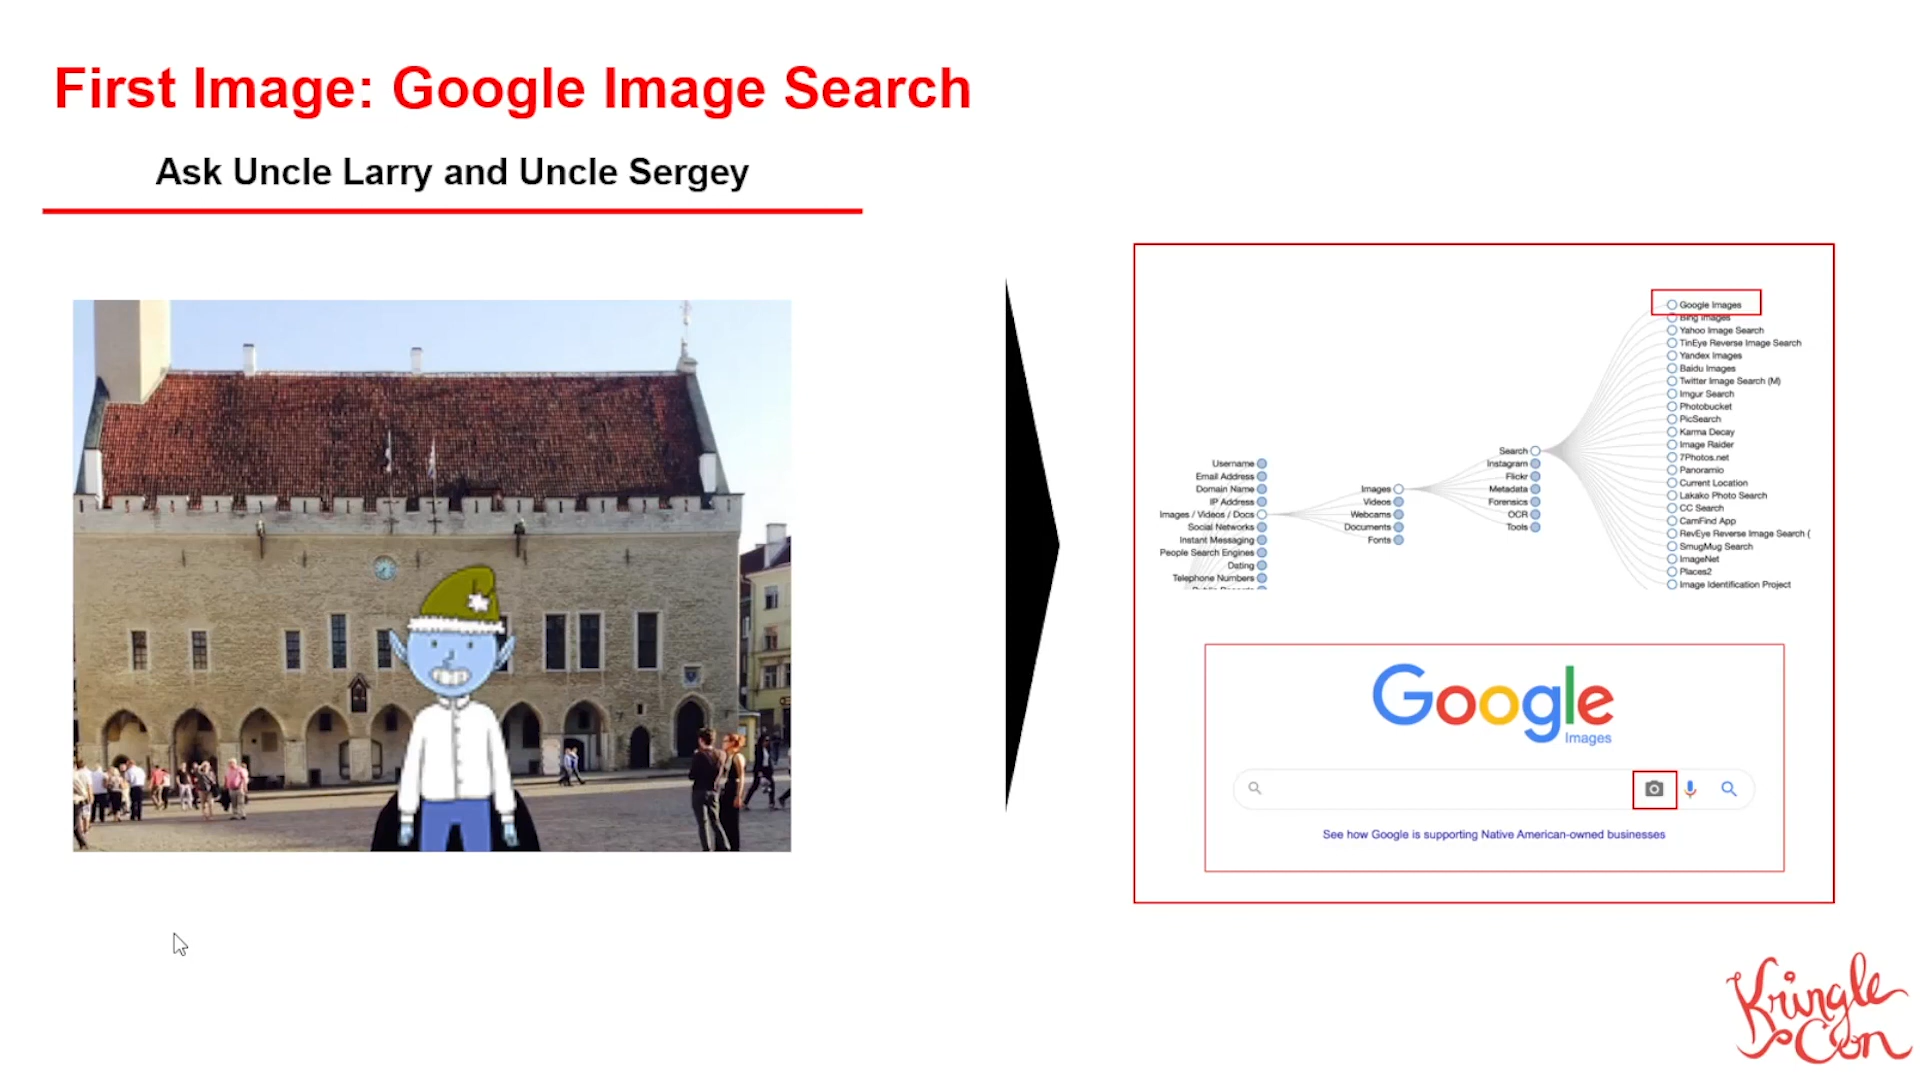 First Image: Google Image Search
Ask Uncle Larry and Uncle Sergey
Google Images
Bing Images
Yahoo Image Search
TinEye Reverse Image Search
Yandex Images
Baidu Images
Twitter Image Search (M)
Imgur Search
Photobucket
PicSearch
Karma Decay
Image Raider
7Photos.net
Panoramio
Current Location
Lakako Photo Search
CC Search
CamFind App
RevEye Reverse Image Search (
SmugMug Search
ImageNet
Places2
Image Identification Project
Search
Instagram
Flickr
Metadata
Forensics
OCR
Tools
Images
Videos
Webcams
Documents
Fonts
Username
Email Address
Domain Name
IP Address
Images / Videos / Docs
Social Networks
Instant Messaging
People Search Engines
Dating
Telephone Numbers
Google
Images
See how Google is supporting Native American-owned businesses
Kringle
Con